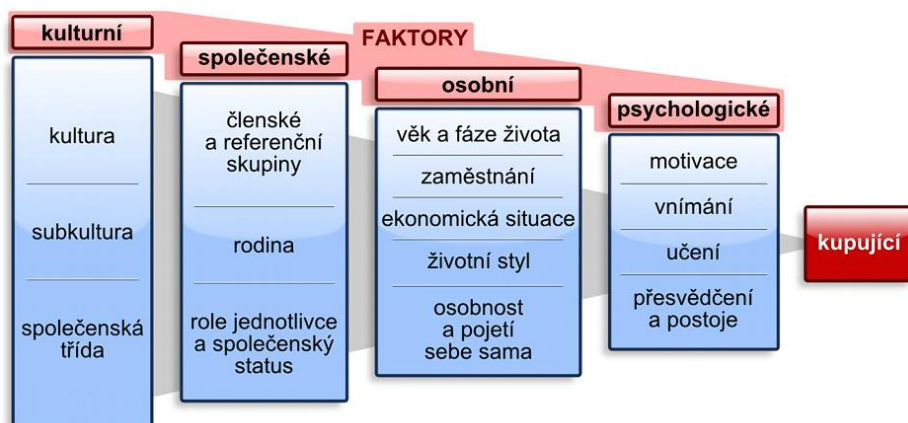 FAKTORY
kulturní
kultura
subkultura
společenská
třída
společenské
členské
a referenční
skupiny
rodina
role jednotlivce
a společenský
status
osobní
věk a fáze života
zaměstnání
ekonomická situace
životní styl
osobnost
a pojetí
sebe sama
psychologické
motivace
vnímání
učení
přesvědčení
a postoje
kupující